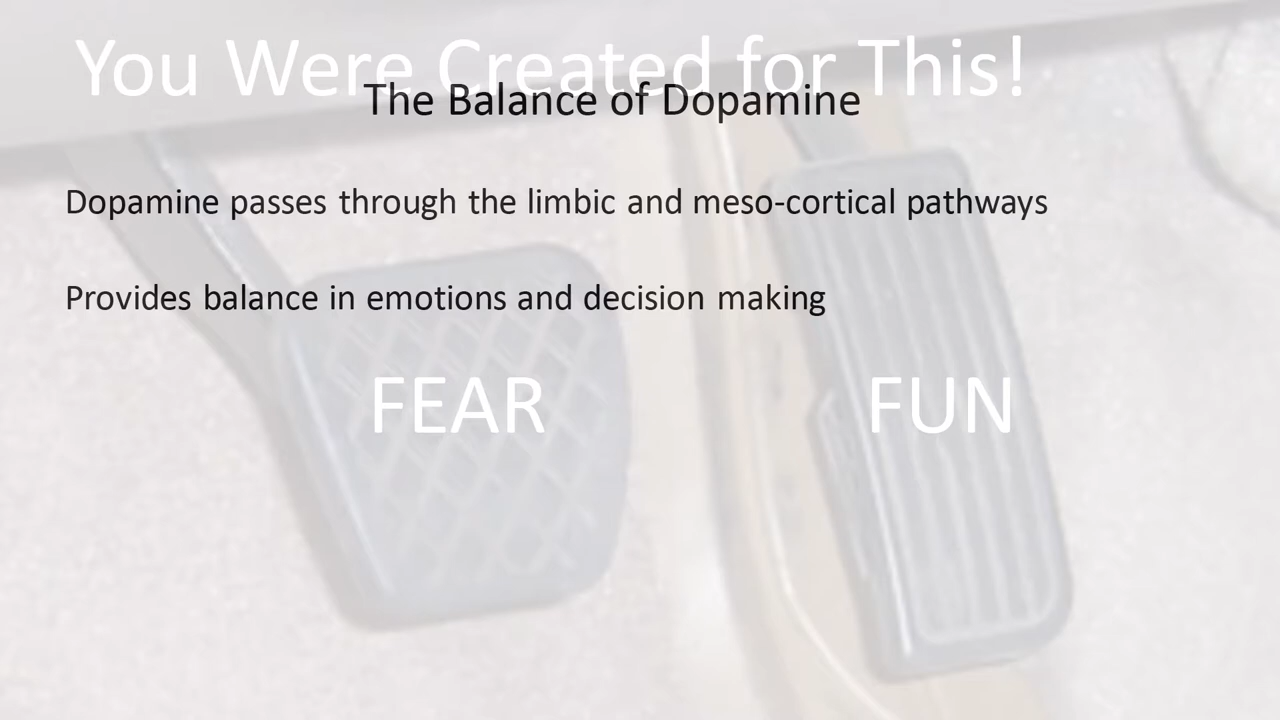 You Were Created for This!
The Balance of Dopamine
Dopamine passes through the limbic and meso-cortical pathways
Provides balance in emotions and decision making
FEAR FUN